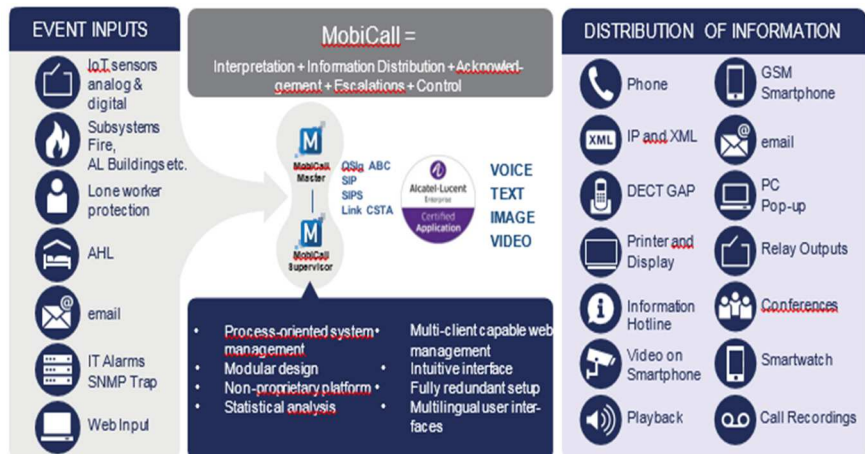 EVENT INPUTS
IoT sensors
analog &
digital
Subsystems
Fire,
AL Buildings etc.
Lone worker
protection
AHL
email
IT Alarms
SNMP Trap
Web Input
MobiCall =
Interpretation + Information Distribution + Acknowled-
gement + Escalations + Control
MobiCall
Master
MobiCall
Supervisor
QSig ABC
SIP
SIPS
Link CSTA
Alcatel-Lucent
Enterprise
Certified
Application
VOICE
TEXT
IMAGE
VIDEO
• Process-oriented system
management
• Modular design
• Non-proprietary platform
• Statistical analysis
• Multi-client capable web
management
• Intuitive interface
• Fully redundant setup
• Multilingual user inter-
faces
DISTRIBUTION OF INFORMATION
Phone
XML
IP and XML
DECT GAP
Printer and
Display
Information
Hotline
Video on
Smartphone
Playback
GSM
Smartphone
email
PC
Pop-up
Relay Outputs
Conferences
Smartwatch
Call Recordings